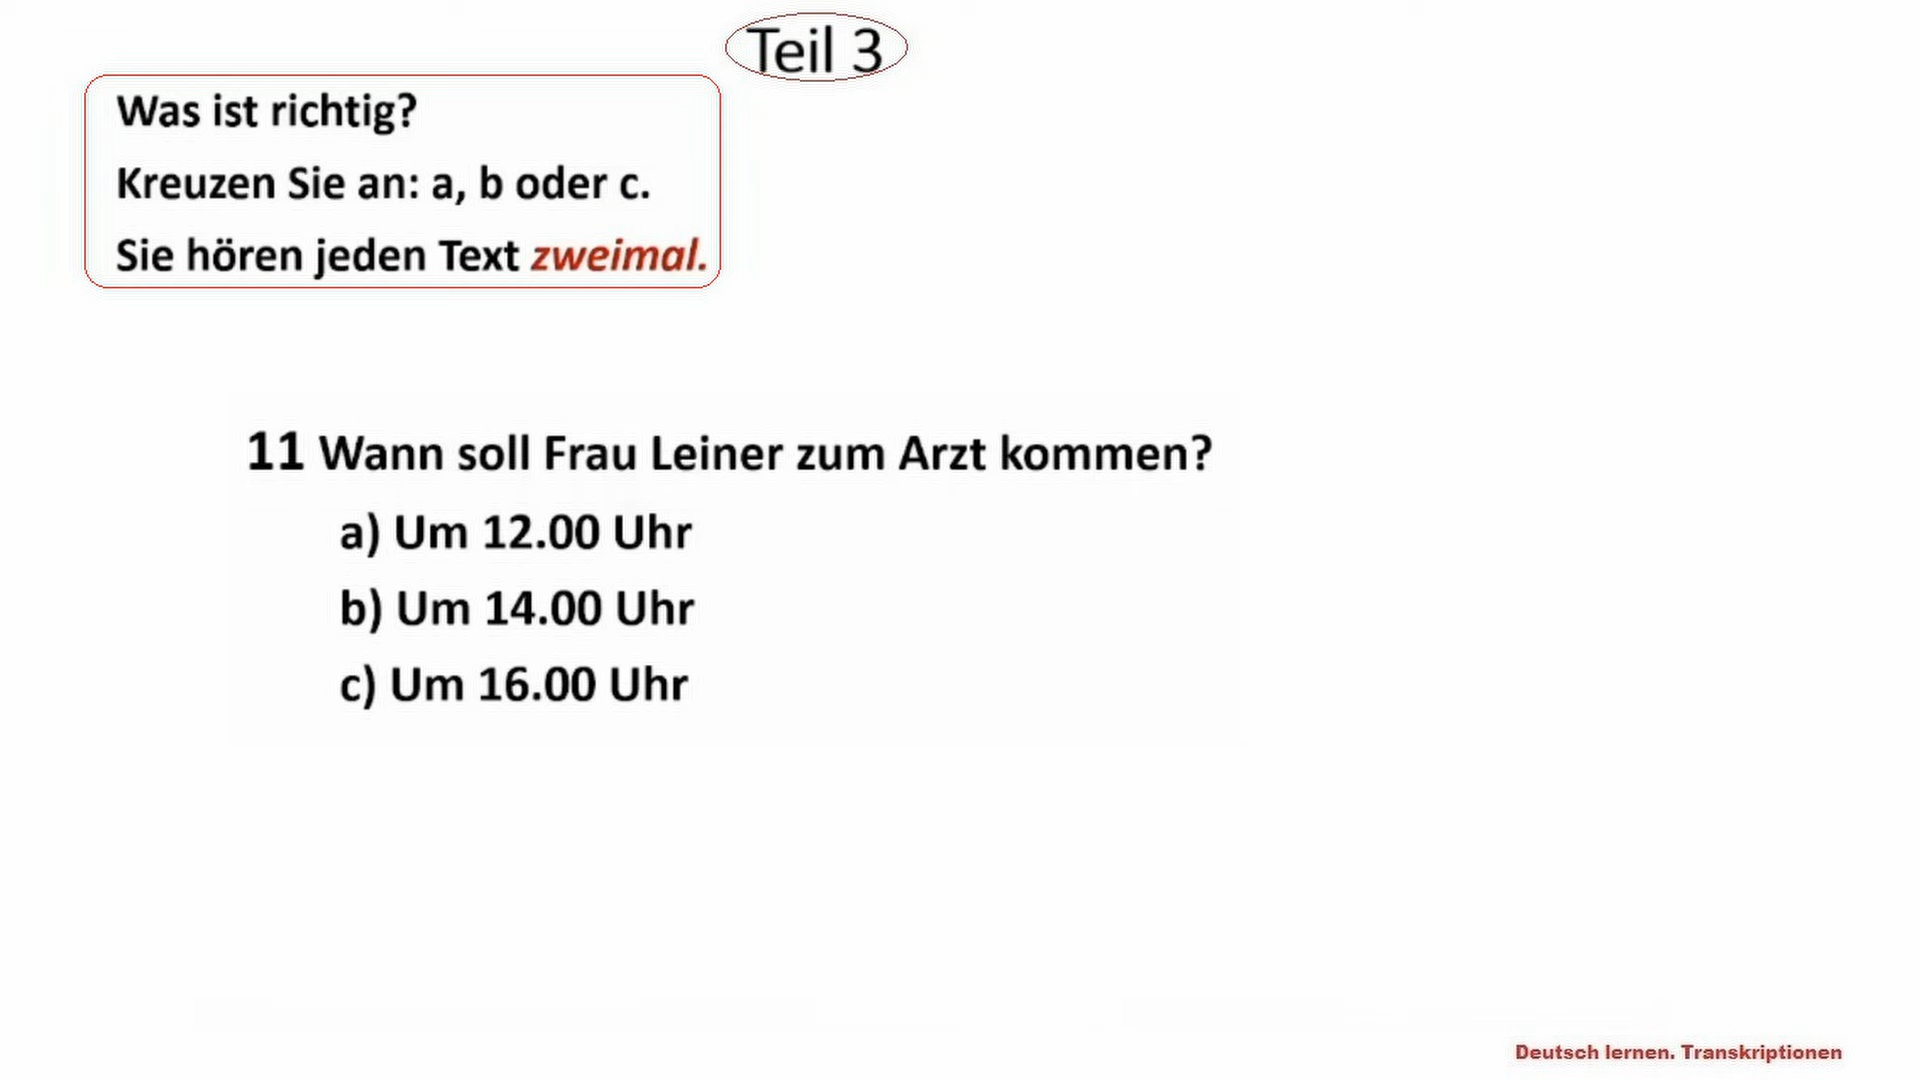 Teil 3
Was ist richtig?
Kreuzen Sie an: a, b oder c.
Sie hören jeden Text zweimal.
11 Wann soll Frau Leiner zum Arzt kommen?
a) Um 12.00 Uhr
b) Um 14.00 Uhr
c) Um 16.00 Uhr
Deutsch lernen. Transkriptionen